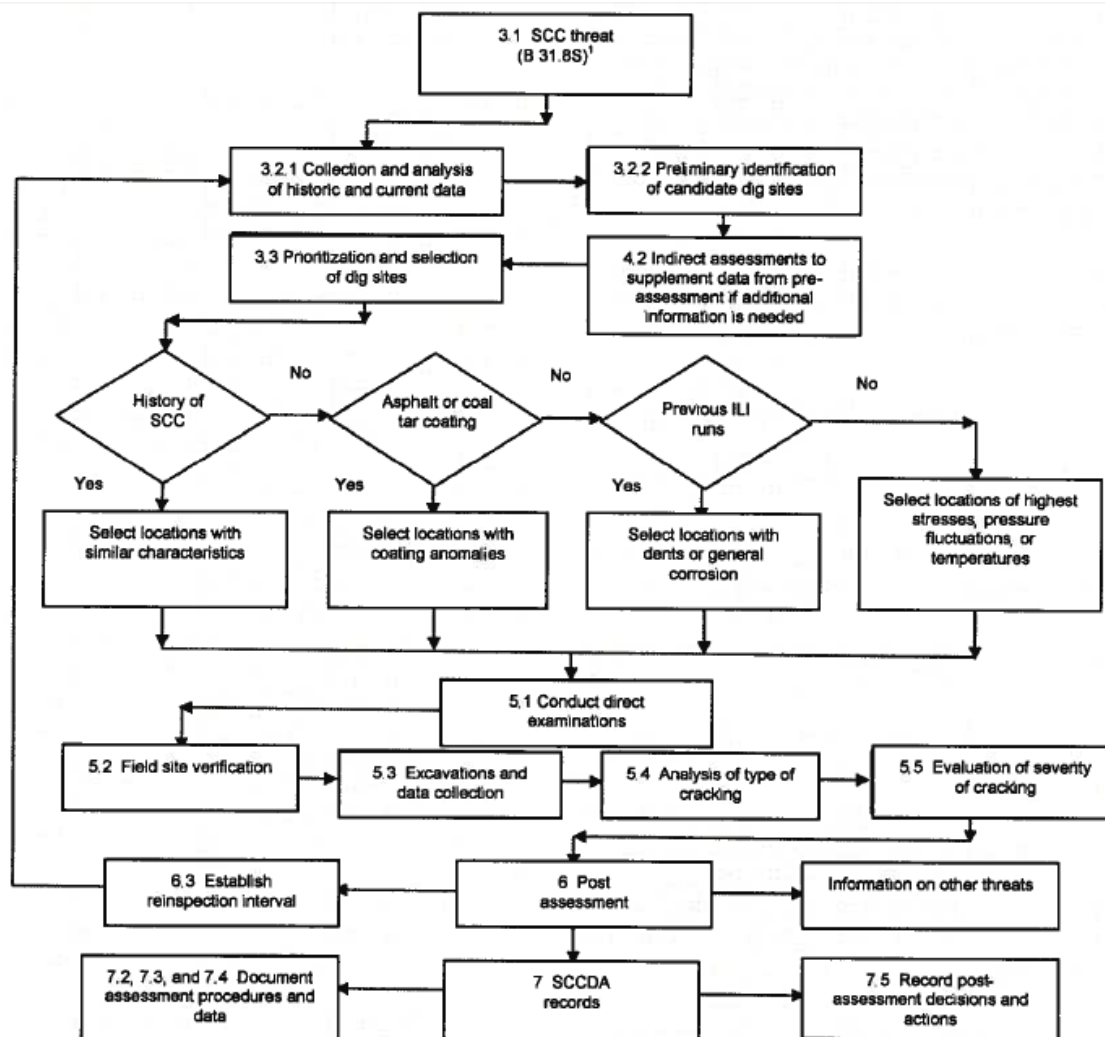 3.1 SCC threat
(B 31.8S)¹
3.2.1 Collection and analysis
of historic and current data
3.2.2 Preliminary identification
of candidate dig sites
3.3 Prioritization and selection
of dig sites
4.2 Indirect assessments to
supplement data from pre-
assessment if additional
information is needed
History of
SCC
No
Asphalt or coal
tar coating
No
Previous ILI
runs
No
Yes
Yes
Yes
Select locations with
similar characteristics
Select locations with
coating anomalies
Select locations with
dents or general
corrosion
Select locations of highest
stresses, pressure
fluctuations, or
temperatures
5.1 Conduct direct
examinations
5.2 Field site verification
5.3 Excavations and
data collection
5.4 Analysis of type of
cracking
5.5 Evaluation of severity
of cracking
6.3 Establish
reinspection interval
6 Post
assessment
Information on other threats
7.2, 7.3, and 7.4 Document
assessment procedures and
data
7 SCCDA
records
7.5 Record post-
assessment decisions and
actions